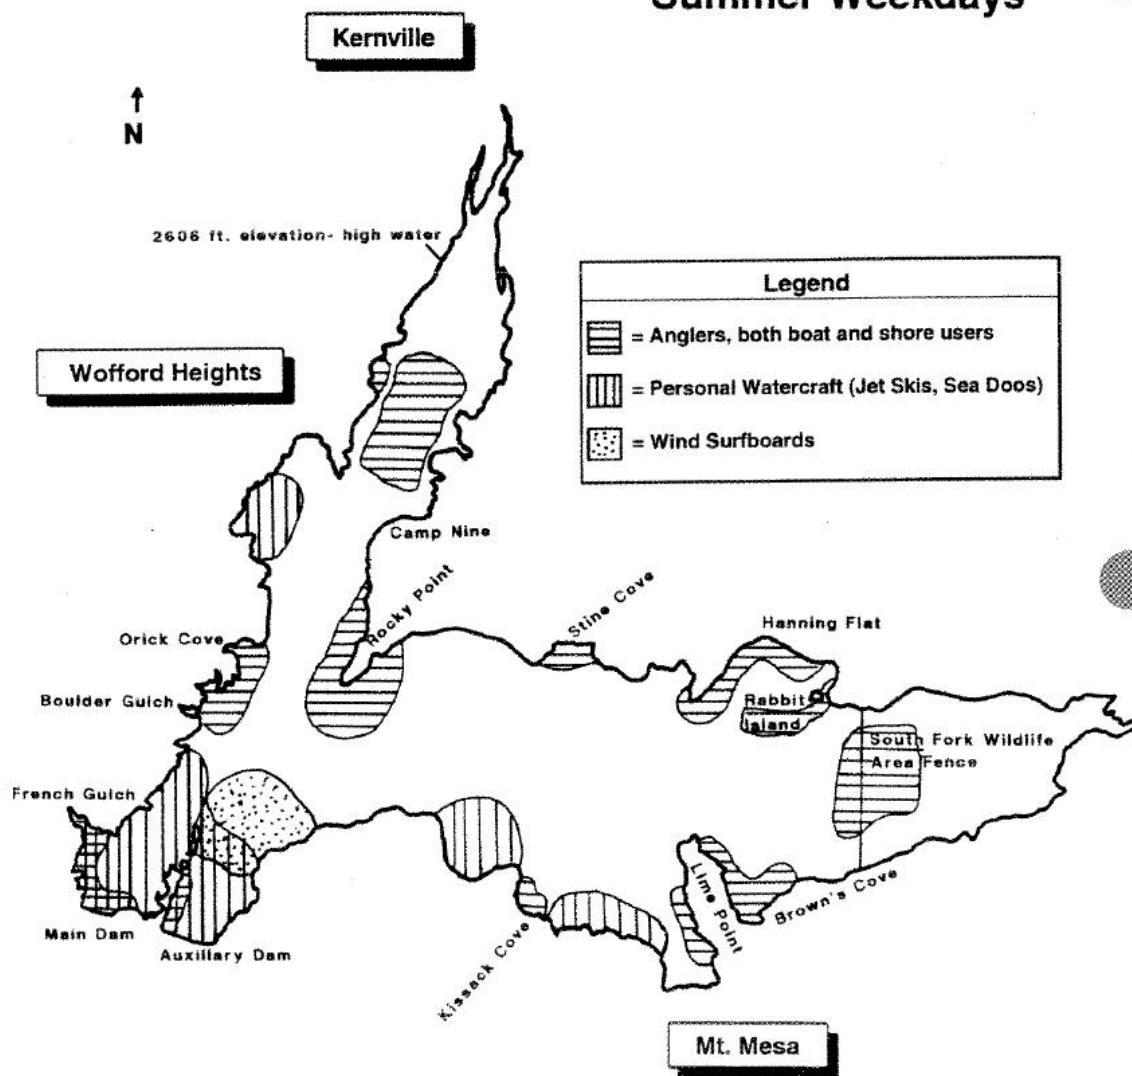 Summer Weekdays
Kernville
N
2606 ft. elevation- high water
Legend
= Anglers, both boat and shore users
= Personal Watercraft (Jet Skis, Sea Doos)
= Wind Surfboards
Wofford Heights
Camp Nine
Rocky Point
Stine Cove
Hanning Flat
Orick Cove
Boulder Gulch
Rabbit
Island
South Fork Wildlife
Area Fence
French Gulch
Lime Point
Brown's Cove
Main Dam
Auxillary Dam
Kissack Cove
Mt. Mesa